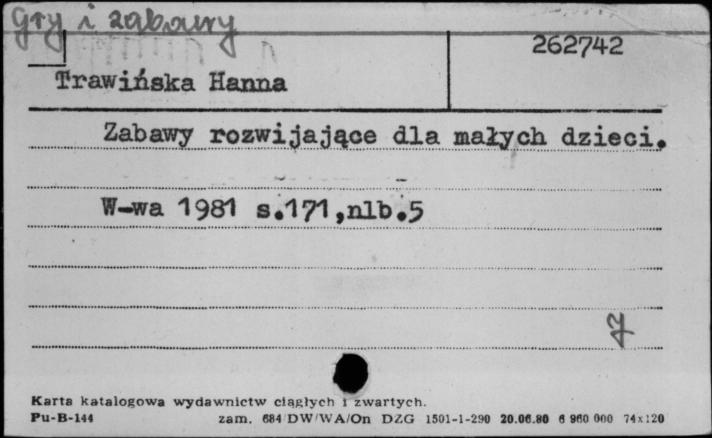 Gry i zabawy
262742
Trawińska Hanna
Zabawy rozwijające dla małych dzieci.
W-wa 1981 s.171,nlb.5
Karta katalogowa wydawnictw ciągłych i zwartych.
Pu-B-144 zam. 684/DW/WA/On DZG 1501-1-290 20.06.80 6 960 000 74x120